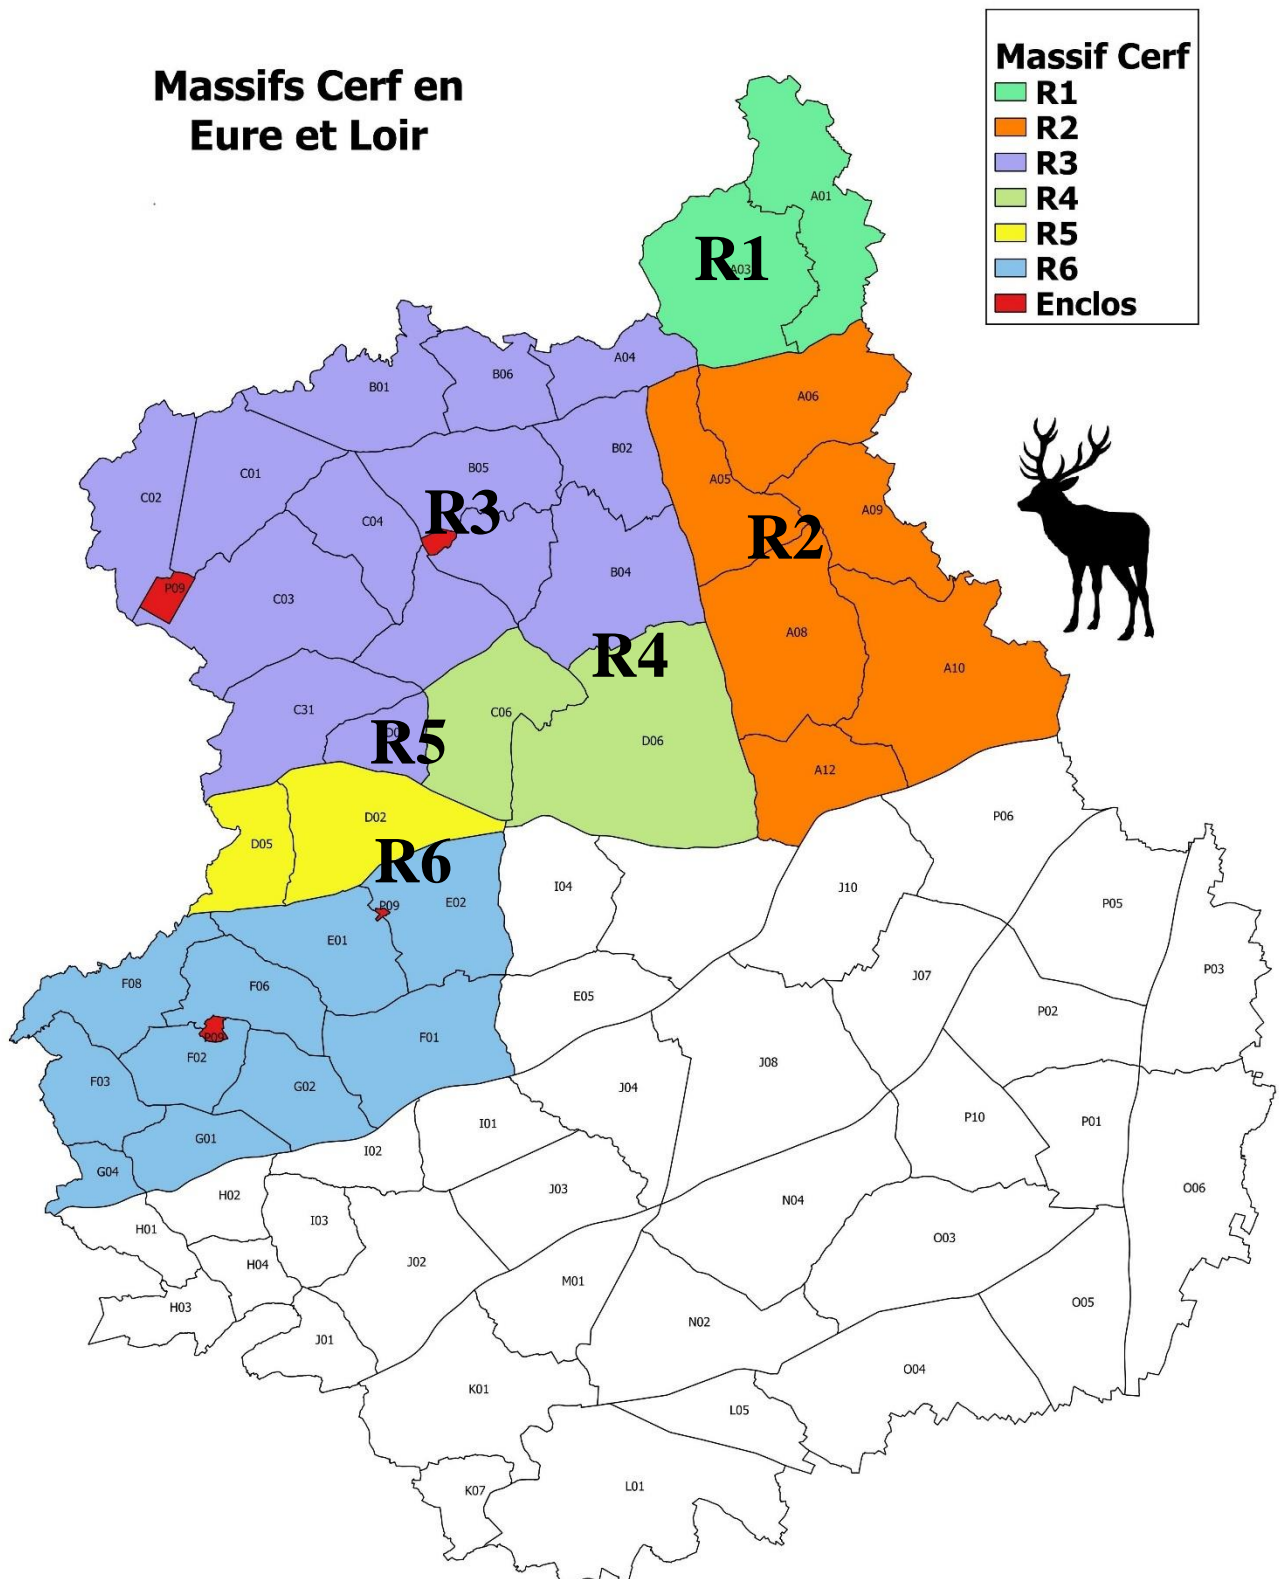 Massifs Cerf en
Eure et Loir
Massif Cerf
R1
R2
R3
R4
R5
R6
Enclos
A01
R1
A03
A04
B06
B01
A06
B02
B05
C01
C02
A05
R3
C04
A09
R2
B04
P09
C03
A08
R4
A10
C31
C06
R5
D06
A12
D02
P06
D05
R6
I04
J10
E02
P09
P05
E01
P03
J07
F08
F06
E05
P02
F01
P09
F02
J08
F03
G02
J04
P10
P01
I01
G01
I02
G04
J03
O06
H02
N04
I03
H01
O03
J02
H04
M01
H03
O05
N02
J01
O04
K01
L05
L01
K07